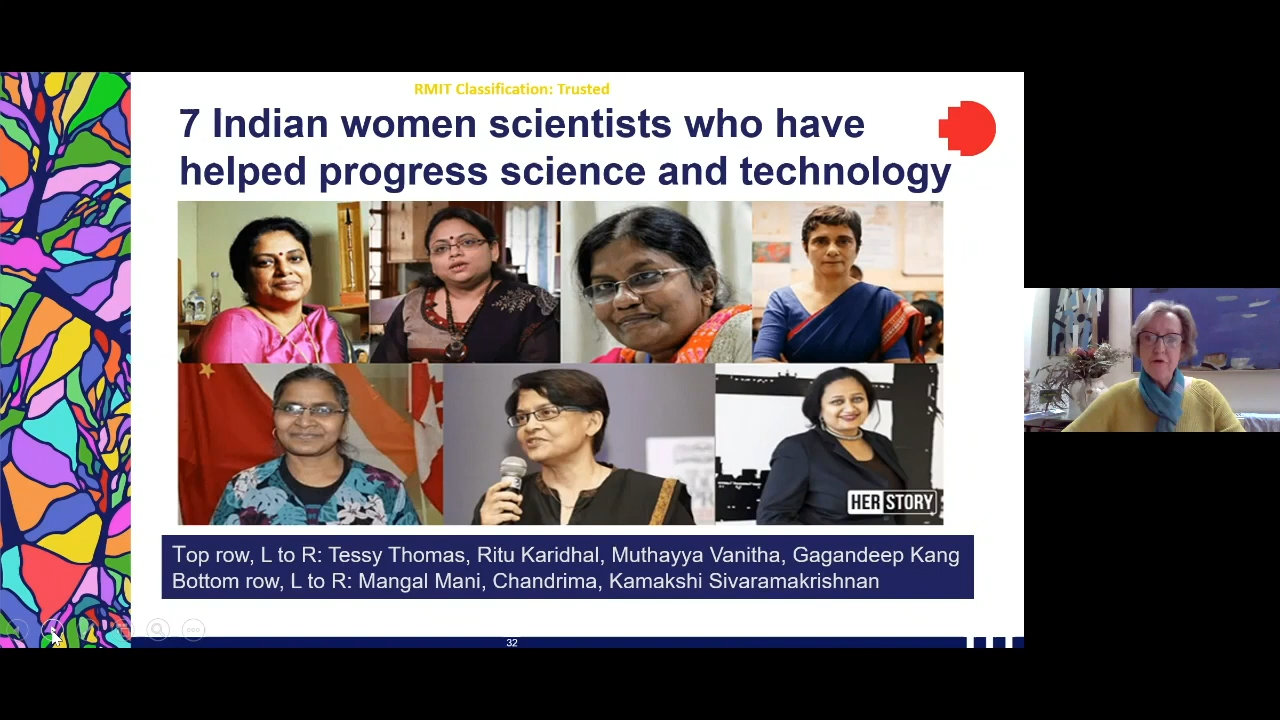 RMIT Classification: Trusted
7 Indian women scientists who have
helped progress science and technology
HER STORY
Top row, L to R: Tessy Thomas, Ritu Karidhal, Muthayya Vanitha, Gagandeep Kang
Bottom row, L to R: Mangal Mani, Chandrima, Kamakshi Sivaramakrishnan
32